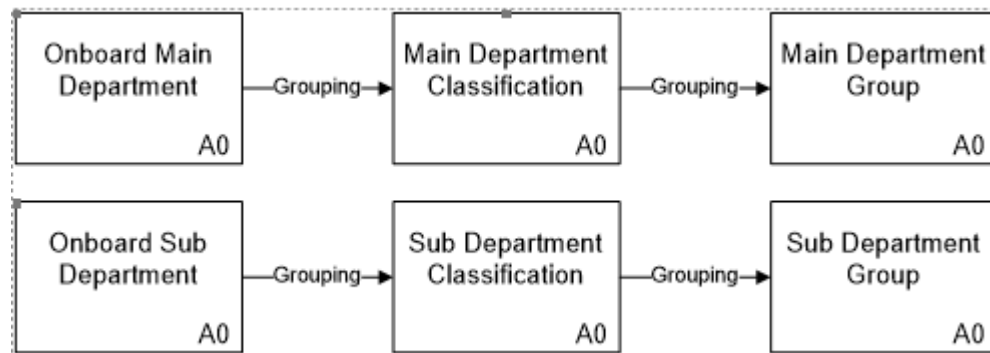 Onboard Main
Department
A0
Grouping
Main Department
Classification
A0
Grouping
Main Department
Group
A0
Onboard Sub
Department
A0
Grouping
Sub Department
Classification
A0
Grouping
Sub Department
Group
A0